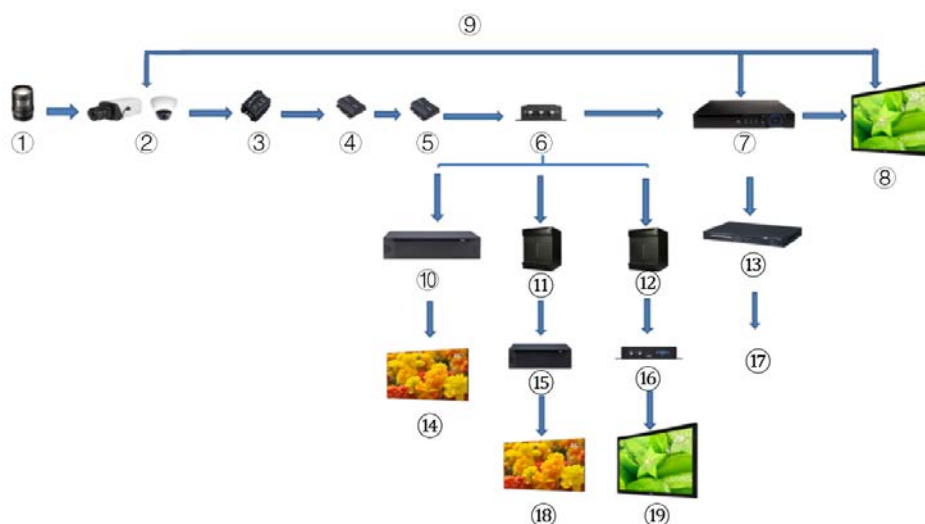 ⑨
① ② ③ ④ ⑤ ⑥ ⑦ ⑧
⑩ ⑪ ⑫ ⑬
⑭ ⑮ ⑯ ⑰
⑱ ⑲